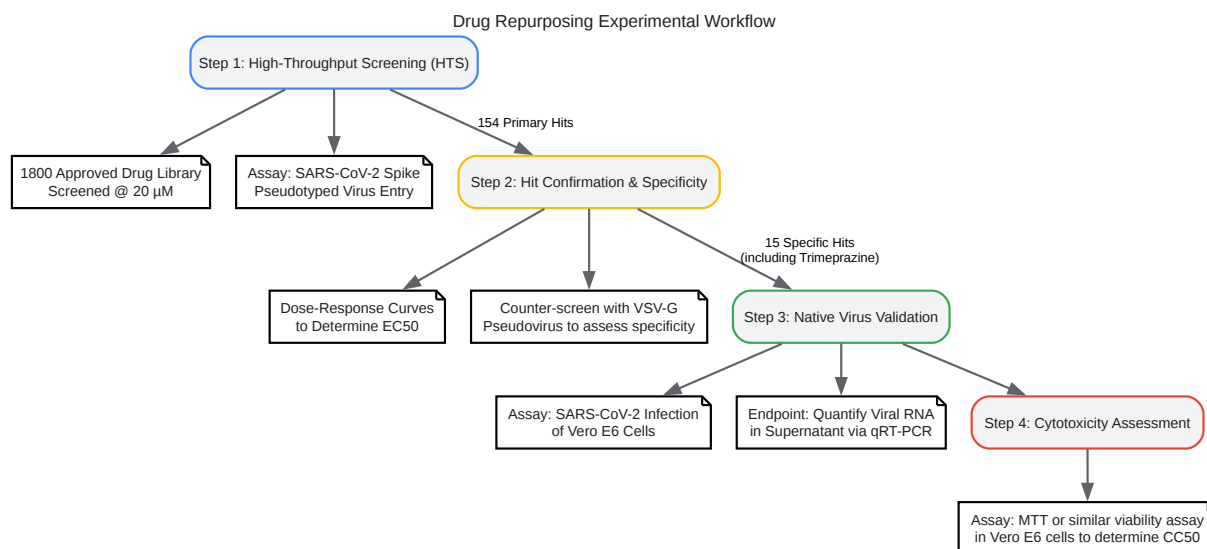 Drug Repurposing Experimental Workflow
Step 1: High-Throughput Screening (HTS)
154 Primary Hits
1800 Approved Drug Library
Screened @ 20 µM
Assay: SARS-CoV-2 Spike
Pseudotyped Virus Entry
Step 2: Hit Confirmation & Specificity
15 Specific Hits
(including Trimeprazine)
Dose-Response Curves
to Determine EC50
Counter-screen with VSV-G
Pseudovirus to assess specificity
Step 3: Native Virus Validation
Assay: SARS-CoV-2 Infection
of Vero E6 Cells
Endpoint: Quantify Viral RNA
in Supernatant via qRT-PCR
Step 4: Cytotoxicity Assessment
Assay: MTT or similar viability assay
in Vero E6 cells to determine CC50